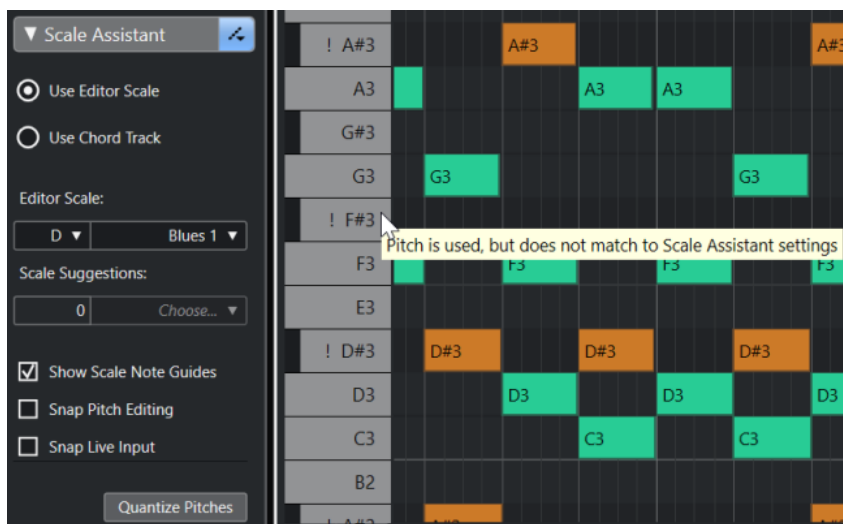 ▼ Scale Assistant
Use Editor Scale
Use Chord Track
Editor Scale:
D ▼ Blues 1 ▼
Scale Suggestions:
0 Choose... ▼
Show Scale Note Guides
Snap Pitch Editing
Snap Live Input
Quantize Pitches
! A#3 A#3 A#3
A3 A3 A3
G#3
G3 G3 G3
! F#3
Pitch is used, but does not match to Scale Assistant settings
F3 F3 F3 F3
E3
! D#3 D#3 D#3 D#3
D3 D3 D3 D3
C3 C3 C3
B2
! A#2 A#2